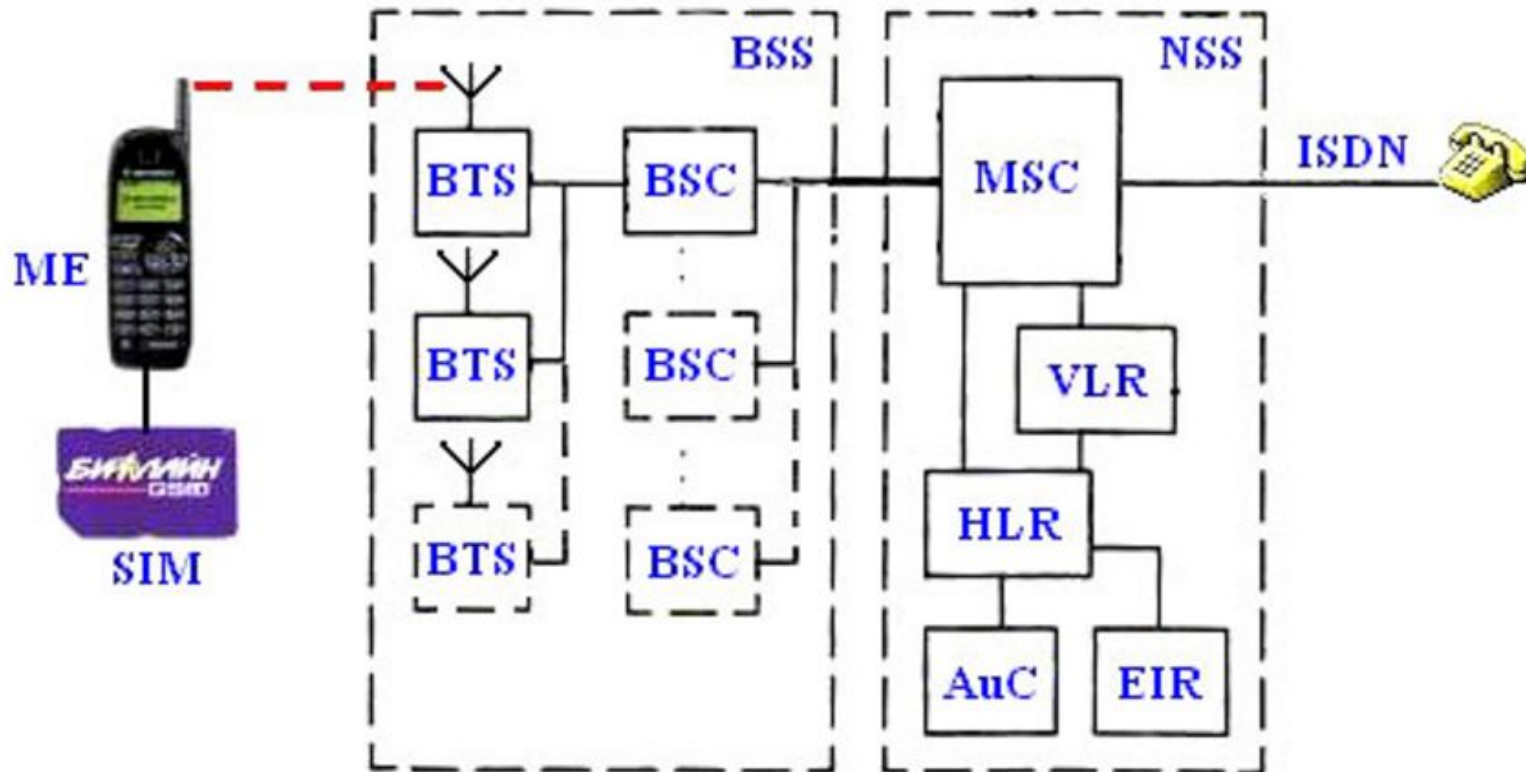 BSS
NSS
ISDN
BTS
BSC
MSC
ME
BTS
BSC
VLR
БИЛАЙН
GSM
SIM
BTS
BSC
HLR
AuC
EIR